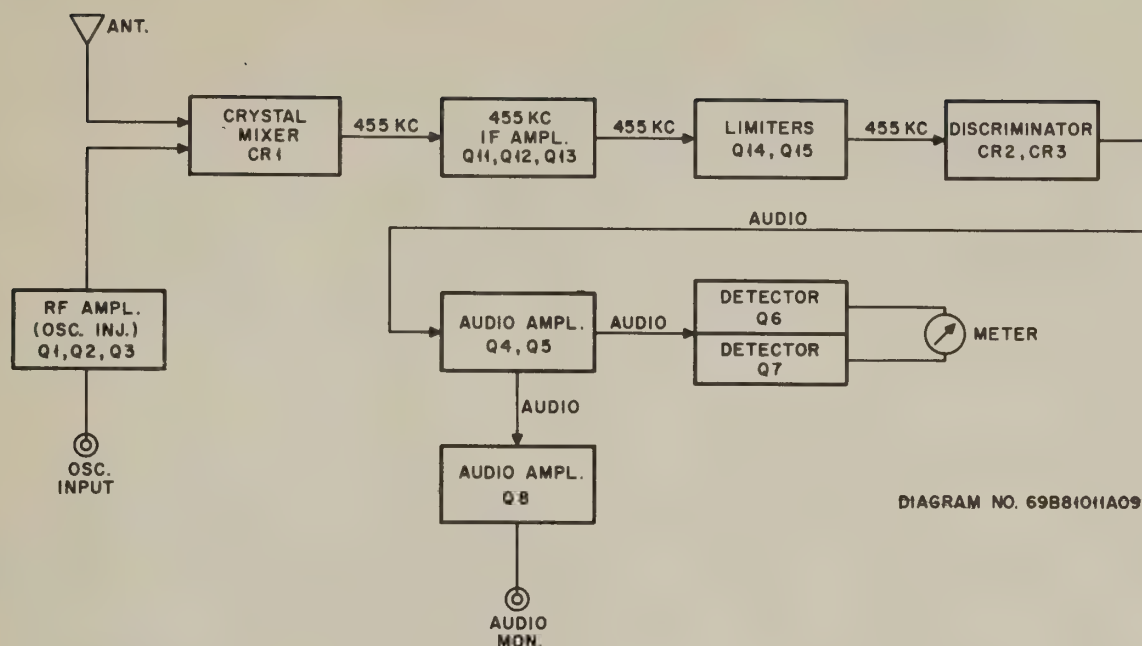 ANT.
CRYSTAL
MIXER
CR1
455 KC
455 KC
IF AMPL.
Q11, Q12, Q13
455 KC
LIMITERS
Q14, Q15
455 KC
DISCRIMINATOR
CR2, CR3
AUDIO
RF AMPL.
(OSC. INJ.)
Q1, Q2, Q3
OSC.
INPUT
AUDIO AMPL.
Q4, Q5
AUDIO
DETECTOR
Q6
DETECTOR
Q7
METER
AUDIO
AUDIO AMPL.
Q8
AUDIO
MON.
DIAGRAM NO. 69B81011A09